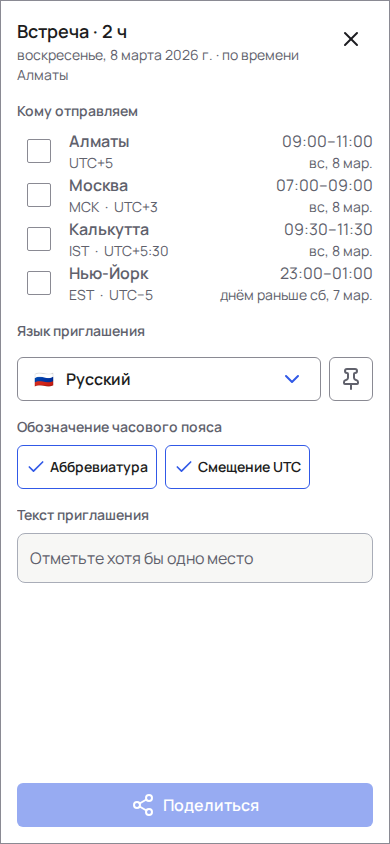 Встреча · 2 ч
воскресенье, 8 марта 2026 г. · по времени
Алматы
Кому отправляем
Алматы 09:00–11:00
UTC+5 вс, 8 мар.
Москва 07:00–09:00
МСК · UTC+3 вс, 8 мар.
Калькутта 09:30–11:30
IST · UTC+5:30 вс, 8 мар.
Нью-Йорк 23:00–01:00
EST · UTC−5 днём раньше сб, 7 мар.
Язык приглашения
Русский
Обозначение часового пояса
Аббревиатура Смещение UTC
Текст приглашения
Отметьте хотя бы одно место
Поделиться